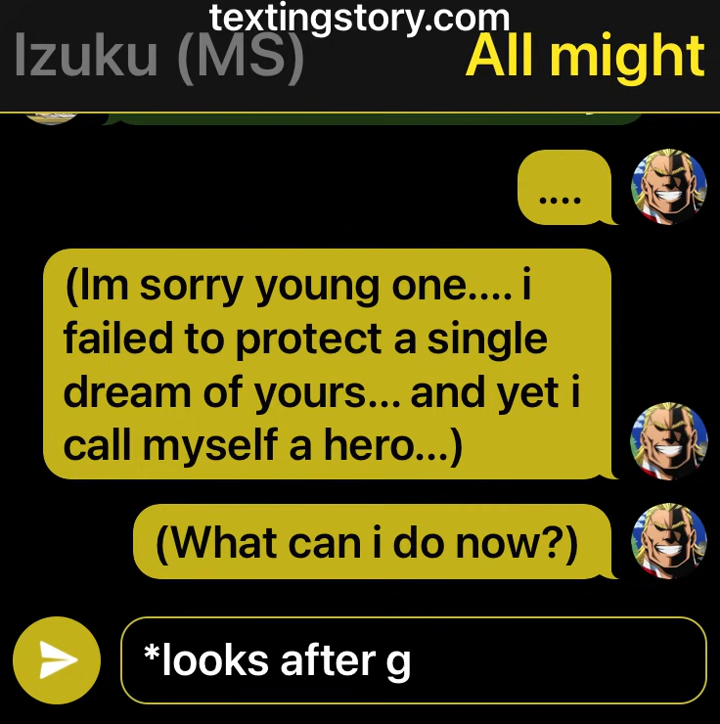 textingstory.com
Izuku (MS)
All might
....
(Im sorry young one.... i
failed to protect a single
dream of yours... and yet i
call myself a hero...)
(What can i do now?)
*looks after g